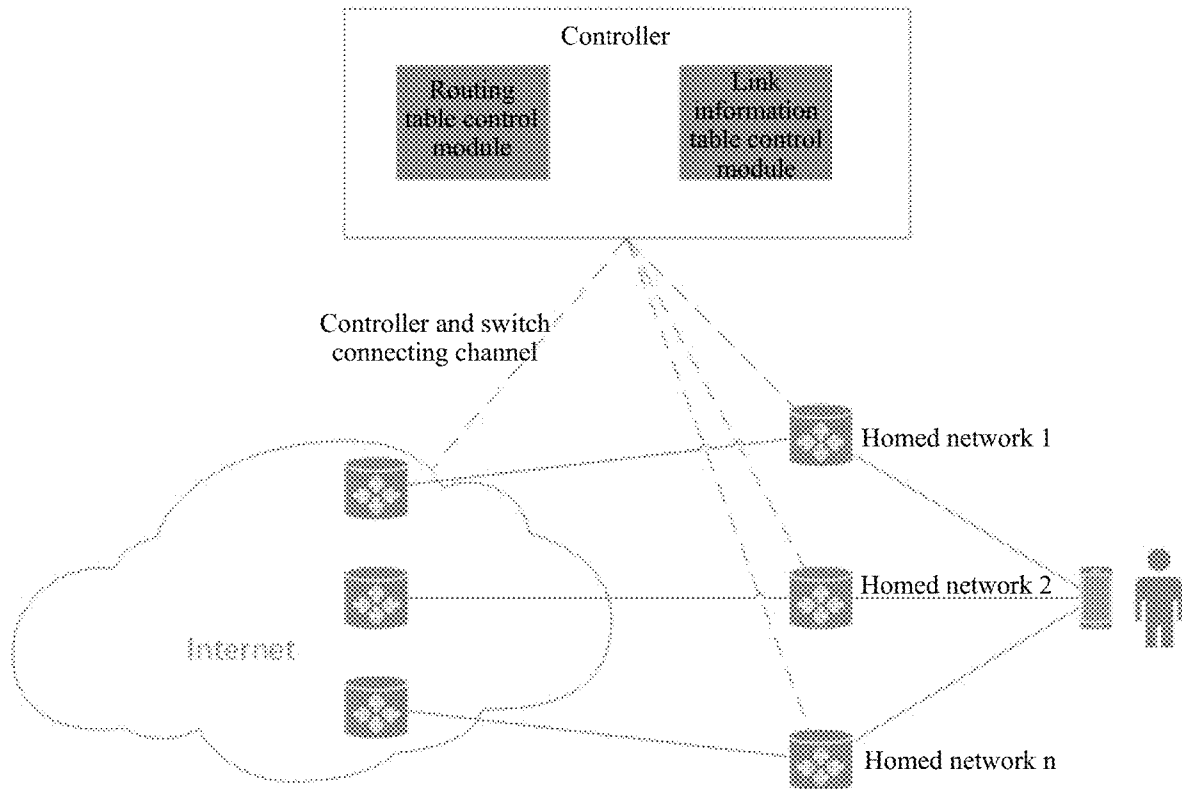 Controller
Routing
table control
module
Link
information
table control
module
Controller and switch
connecting channel
Homed network 1
Homed network 2
Internet
Homed network n